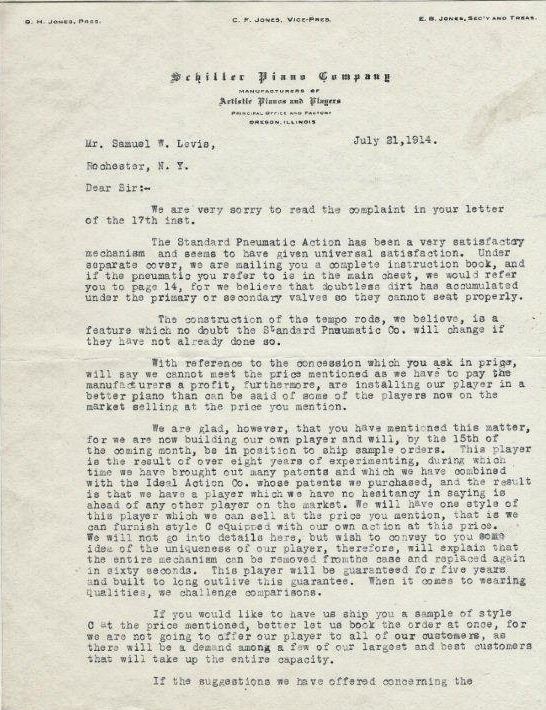 G. H. Jones, Pres. C. F. Jones, Vice-Pres. E. B. Jones, Sec'y and Treas.
Schiller Piano Company
MANUFACTURERS OF
Artistic Pianos and Players
Principal Office and Factory
OREGON, ILLINOIS
July 21,1914.
Mr. Samuel W. Levis,
Rochester, N. Y.
Dear Sir:-
We are very sorry to read the complaint in your letter
of the 17th inst.
The Standard Pneumatic Action has been a very satisfactory
mechanism and seems to have given universal satisfaction. Under
separate cover, we are mailing you a complete instruction book, and
if the pneumatic you refer to is in the main chest, we would refer
you to page 14, for we believe that doubtless dirt has accumulated
under the primary or secondary valves so they cannot seat properly.
The construction of the tempo rods, we believe, is a
feature which no doubt the Standard Pneumatic Co. will change if
they have not already done so.
With reference to the concession which you ask in price,
will say we cannot meet the price mentioned as we have to pay the
manufacturers a profit, furthermore, are installing our player in a
better piano than can be said of some of the players now on the
market selling at the price you mention.
We are glad, however, that you have mentioned this matter,
for we are now building our own player and will, by the 15th of
the coming month, be in position to ship sample orders. This player
is the result of over eight years of experimenting, during which
time we have brought out many patents and which we have combined
with the Ideal Action Co. whose patents we purchased, and the result
is that we have a player which we have no hesitancy in saying is
ahead of any other player on the market. We will have one style of
this player which we can sell at the price you mention, that is we
can furnish style C equipped with our own action at this price.
We will not go into details here, but wish to convey to you some
idea of the uniqueness of our player, therefore, will explain that
the entire mechanism can be removed fromthe case and replaced again
in sixty seconds. This player will be guaranteed for five years
and built to long outlive this guarantee. When it comes to wearing
qualities, we challenge comparisons.
If you would like to have us ship you a sample of style
C at the price mentioned, better let us book the order at once, for
we are not going to offer our player to all of our customers, as
there will be a demand among a few of our largest and best customers
that will take up the entire capacity.
If the suggestions we have offered concerning the